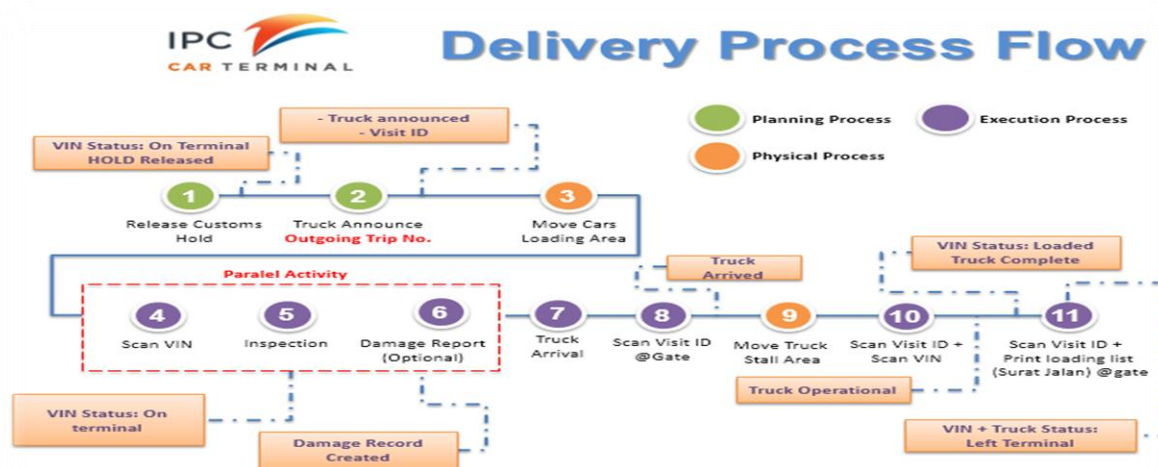 IPC
CAR TERMINAL
Delivery Process Flow
Planning Process
Execution Process
Physical Process
- Truck announced
- Visit ID
VIN Status: On Terminal
HOLD Released
1
2
3
Release Customs
Hold
Truck Announce
Outgoing Trip No.
Move Cars
Loading Area
VIN Status: Loaded
Truck Complete
Truck
Arrived
Paralel Activity
4
5
6
7
8
9
10
11
Scan VIN
Inspection
Damage Report
(Optional)
Truck
Arrival
Scan Visit ID
@Gate
Move Truck
Stall Area
Scan Visit ID +
Scan VIN
Scan Visit ID +
Print loading list
(Surat Jalan) @gate
Truck Operational
VIN Status: On
terminal
Damage Record
Created
VIN + Truck Status:
Left Terminal